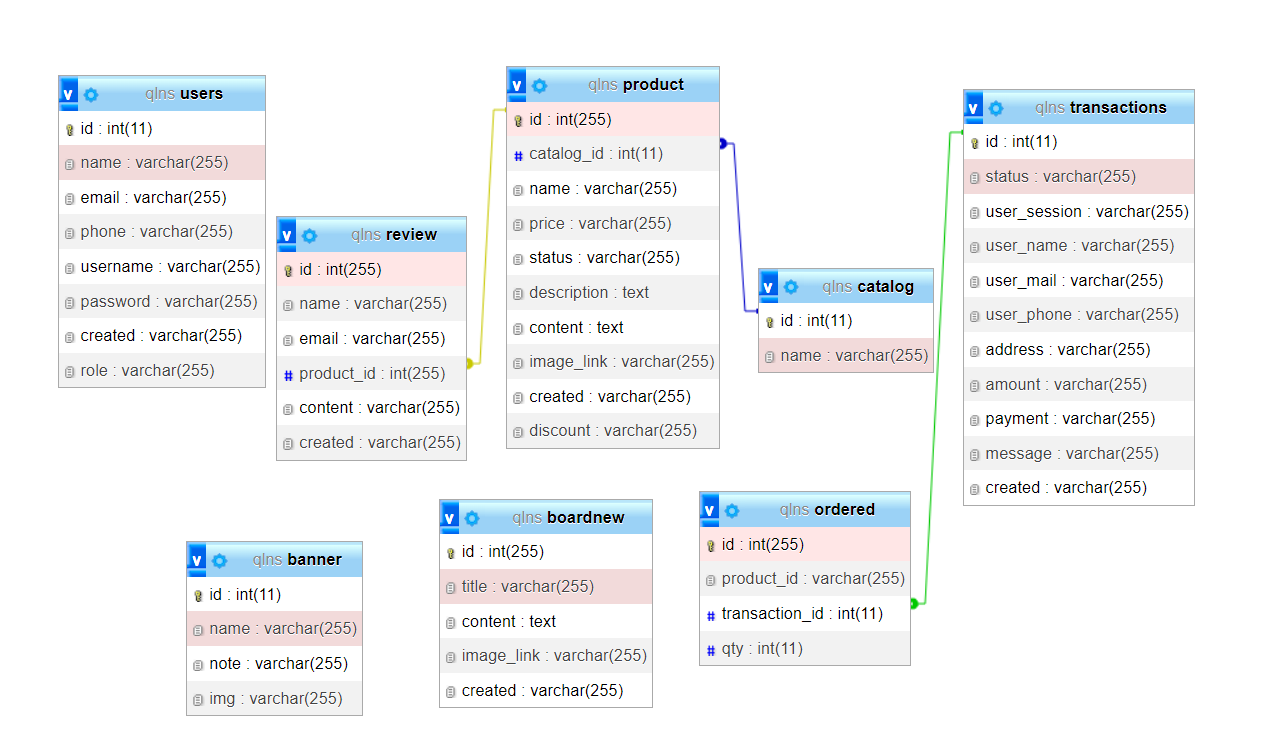 v qlns users
id : int(11)
name : varchar(255)
email : varchar(255)
phone : varchar(255)
username : varchar(255)
password : varchar(255)
created : varchar(255)
role : varchar(255)
v qlns review
id : int(255)
name : varchar(255)
email : varchar(255)
# product_id : int(255)
content : varchar(255)
created : varchar(255)
v qlns product
id : int(255)
# catalog_id : int(11)
name : varchar(255)
price : varchar(255)
status : varchar(255)
description : text
content : text
image_link : varchar(255)
created : varchar(255)
discount : varchar(255)
v qlns catalog
id : int(11)
name : varchar(255)
v qlns transactions
id : int(11)
status : varchar(255)
user_session : varchar(255)
user_name : varchar(255)
user_mail : varchar(255)
user_phone : varchar(255)
address : varchar(255)
amount : varchar(255)
payment : varchar(255)
message : varchar(255)
created : varchar(255)
v qlns banner
id : int(11)
name : varchar(255)
note : varchar(255)
img : varchar(255)
v qlns boardnew
id : int(255)
title : varchar(255)
content : text
image_link : varchar(255)
created : varchar(255)
v qlns ordered
id : int(255)
product_id : varchar(255)
# transaction_id : int(11)
# qty : int(11)